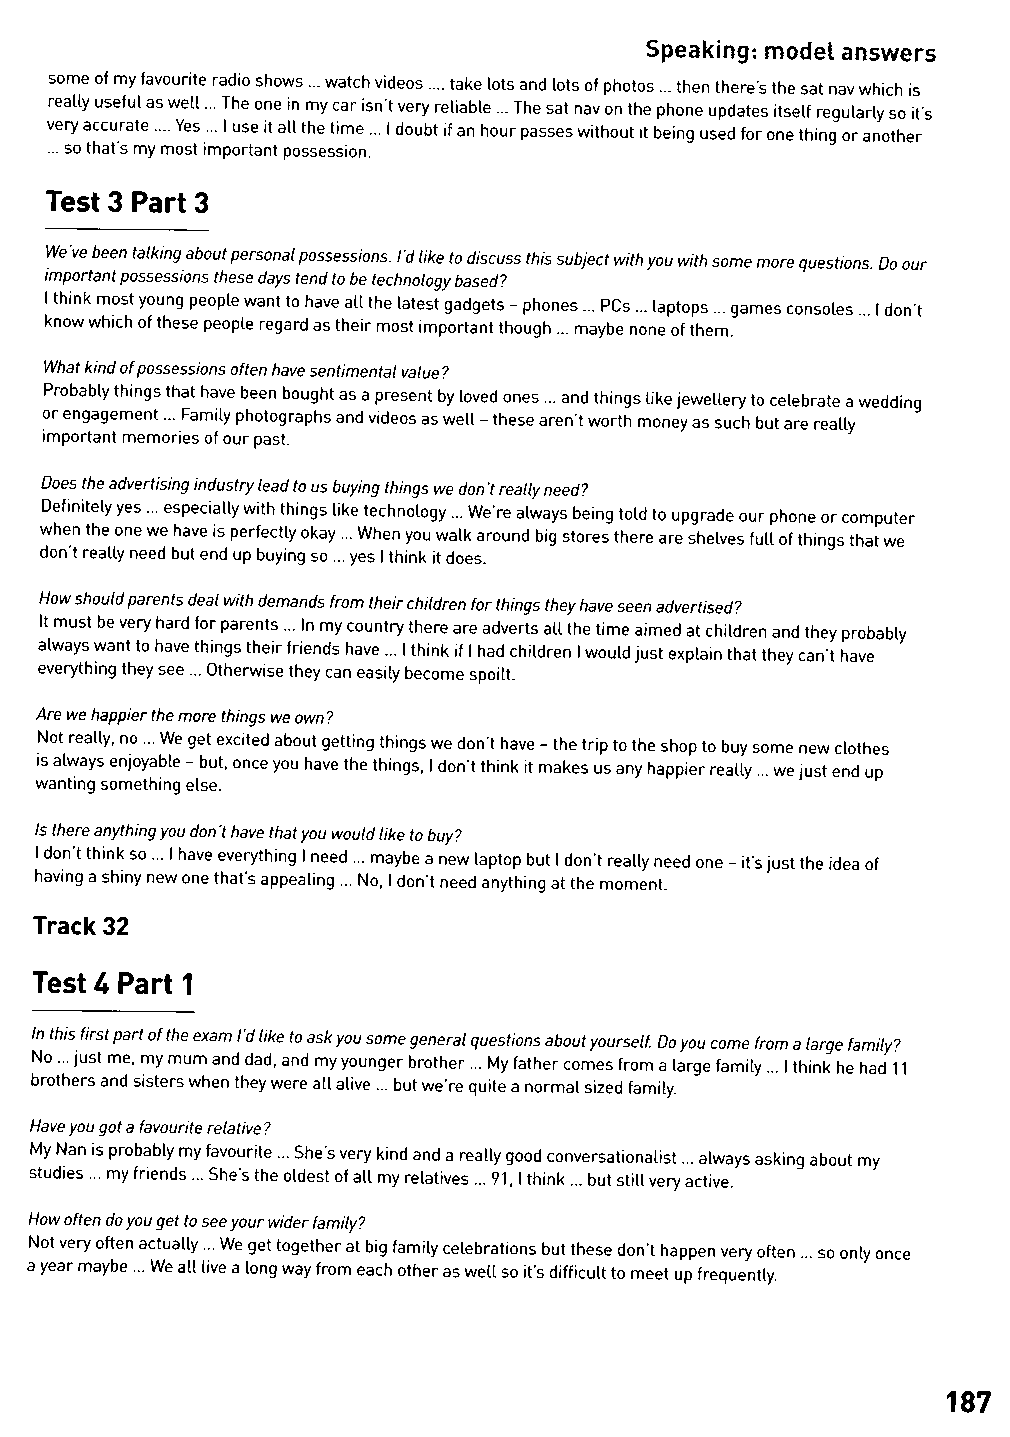 Speaking: model answers
some of my favourite radio shows ... watch videos .... take lots and lots of photos ... then there's the sat nav which is
really useful as well ... The one in my car isn't very reliable ... The sat nav on the phone updates itself regularly so it's
very accurate .... Yes ... I use it all the time ... I doubt if an hour passes without it being used for one thing or another
... so that's my most important possession.
Test 3 Part 3
We've been talking about personal possessions. I'd like to discuss this subject with you with some more questions. Do our
important possessions these days tend to be technology based?
I think most young people want to have all the latest gadgets – phones ... PCs ... laptops ... games consoles ... I don't
know which of these people regard as their most important though ... maybe none of them.
What kind of possessions often have sentimental value?
Probably things that have been bought as a present by loved ones ... and things like jewellery to celebrate a wedding
or engagement ... Family photographs and videos as well – these aren't worth money as such but are really
important memories of our past.
Does the advertising industry lead to us buying things we don't really need?
Definitely yes ... especially with things like technology ... We're always being told to upgrade our phone or computer
when the one we have is perfectly okay ... When you walk around big stores there are shelves full of things that we
don't really need but end up buying so ... yes I think it does.
How should parents deal with demands from their children for things they have seen advertised?
It must be very hard for parents ... In my country there are adverts all the time aimed at children and they probably
always want to have things their friends have ... I think if I had children I would just explain that they can't have
everything they see ... Otherwise they can easily become spoilt.
Are we happier the more things we own?
Not really, no ... We get excited about getting things we don't have – the trip to the shop to buy some new clothes
is always enjoyable – but, once you have the things, I don't think it makes us any happier really ... we just end up
wanting something else.
Is there anything you don't have that you would like to buy?
I don't think so ... I have everything I need ... maybe a new laptop but I don't really need one – it's just the idea of
having a shiny new one that's appealing ... No, I don't need anything at the moment.
Track 32
Test 4 Part 1
In this first part of the exam I'd like to ask you some general questions about yourself. Do you come from a large family?
No ... just me, my mum and dad, and my younger brother ... My father comes from a large family ... I think he had 11
brothers and sisters when they were all alive ... but we're quite a normal sized family.
Have you got a favourite relative?
My Nan is probably my favourite ... She's very kind and a really good conversationalist ... always asking about my
studies ... my friends ... She's the oldest of all my relatives ... 91, I think ... but still very active.
How often do you get to see your wider family?
Not very often actually ... We get together at big family celebrations but these don't happen very often ... so only once
a year maybe ... We all live a long way from each other as well so it's difficult to meet up frequently.
187